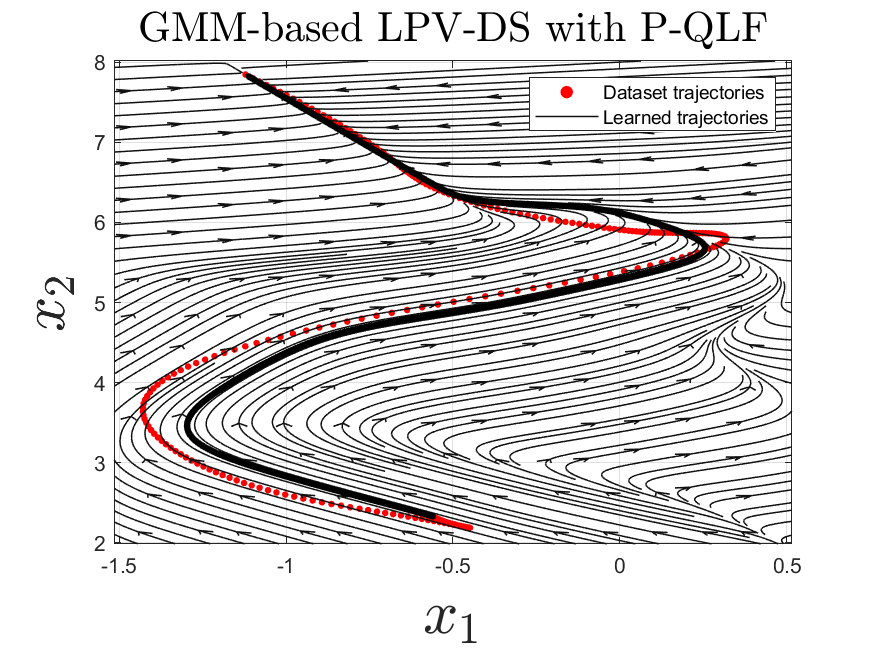 GMM-based LPV-DS with P-QLF
Dataset trajectories
Learned trajectories
8
7
6
5
4
3
2
x2
-1.5 -1 -0.5 0 0.5
x1